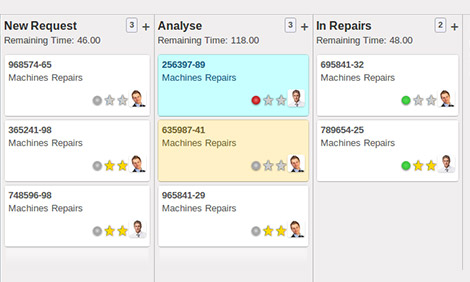 New Request 3 +
Remaining Time: 46.00
968574-65
Machines Repairs
365241-98
Machines Repairs
748596-98
Machines Repairs
Analyse 3 +
Remaining Time: 118.00
256397-89
Machines Repairs
635987-41
Machines Repairs
965841-29
Machines Repairs
In Repairs 2 +
Remaining Time: 48.00
695841-32
Machines Repairs
789654-25
Machines Repairs